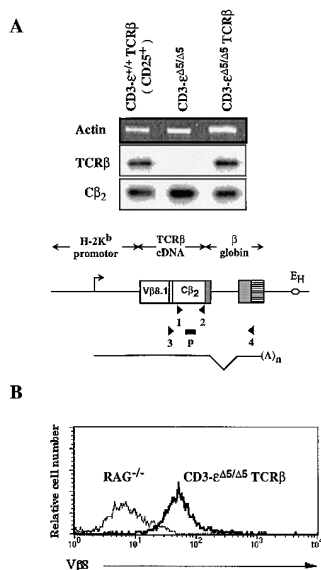 A
CD3-ε+/+ TCRβ
(CD25+)
CD3-εΔ5/Δ5
CD3-εΔ5/Δ5 TCRβ
Actin
TCRβ
Cβ2
H-2Kb
promotor
TCRβ
cDNA
β
globin
Vβ8.1
Cβ2
EH
1
2
3
p
4
(A)n
B
Relative cell number
RAG-/-
CD3-εΔ5/Δ5 TCRβ
10^0
10^1
10^2
10^3
10^4
Vβ8